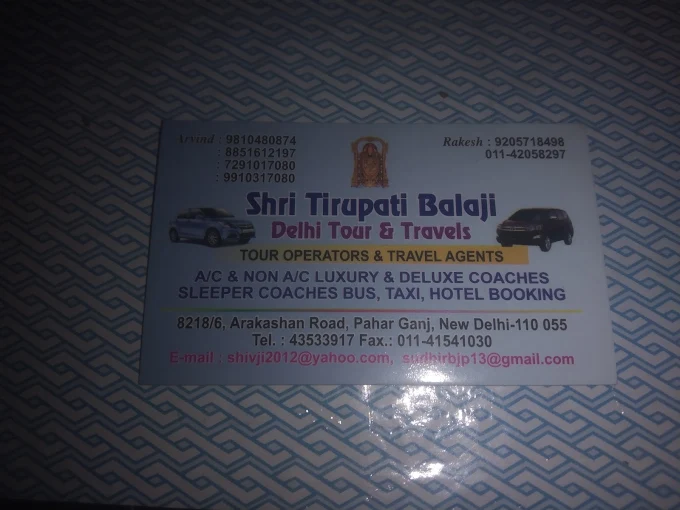 Arvind : 9810480874
: 8851612197
: 7291017080
: 9910317080
Rakesh : 9205718498
011-42058297
Shri Tirupati Balaji
Delhi Tour & Travels
TOUR OPERATORS & TRAVEL AGENTS
A/C & NON A/C LUXURY & DELUXE COACHES
SLEEPER COACHES BUS, TAXI, HOTEL BOOKING
8218/6, Arakashan Road, Pahar Ganj, New Delhi-110 055
Tel. : 43533917 Fax.: 011-41541030
E-mail : shivji2012@yahoo.com, sudhirbjp13@gmail.com